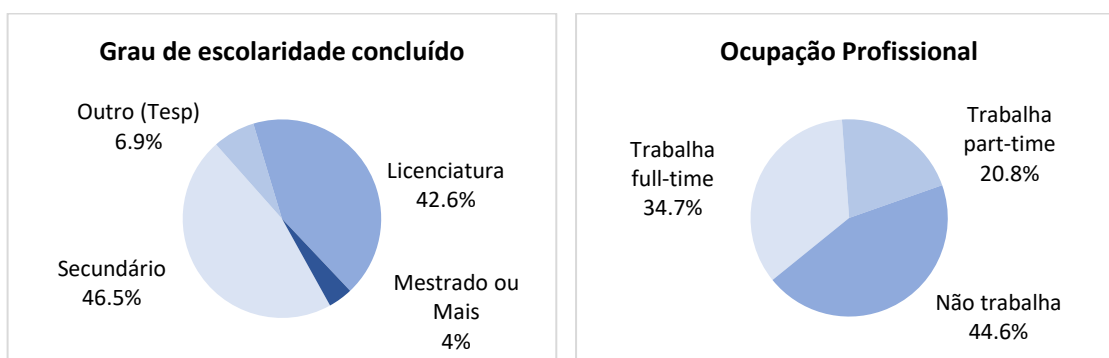 Grau de escolaridade concluído
Outro (Tesp)
6.9%
Licenciatura
42.6%
Secundário
46.5%
Mestrado ou
Mais
4%
Ocupação Profissional
Trabalha
part-time
20.8%
Trabalha
full-time
34.7%
Não trabalha
44.6%